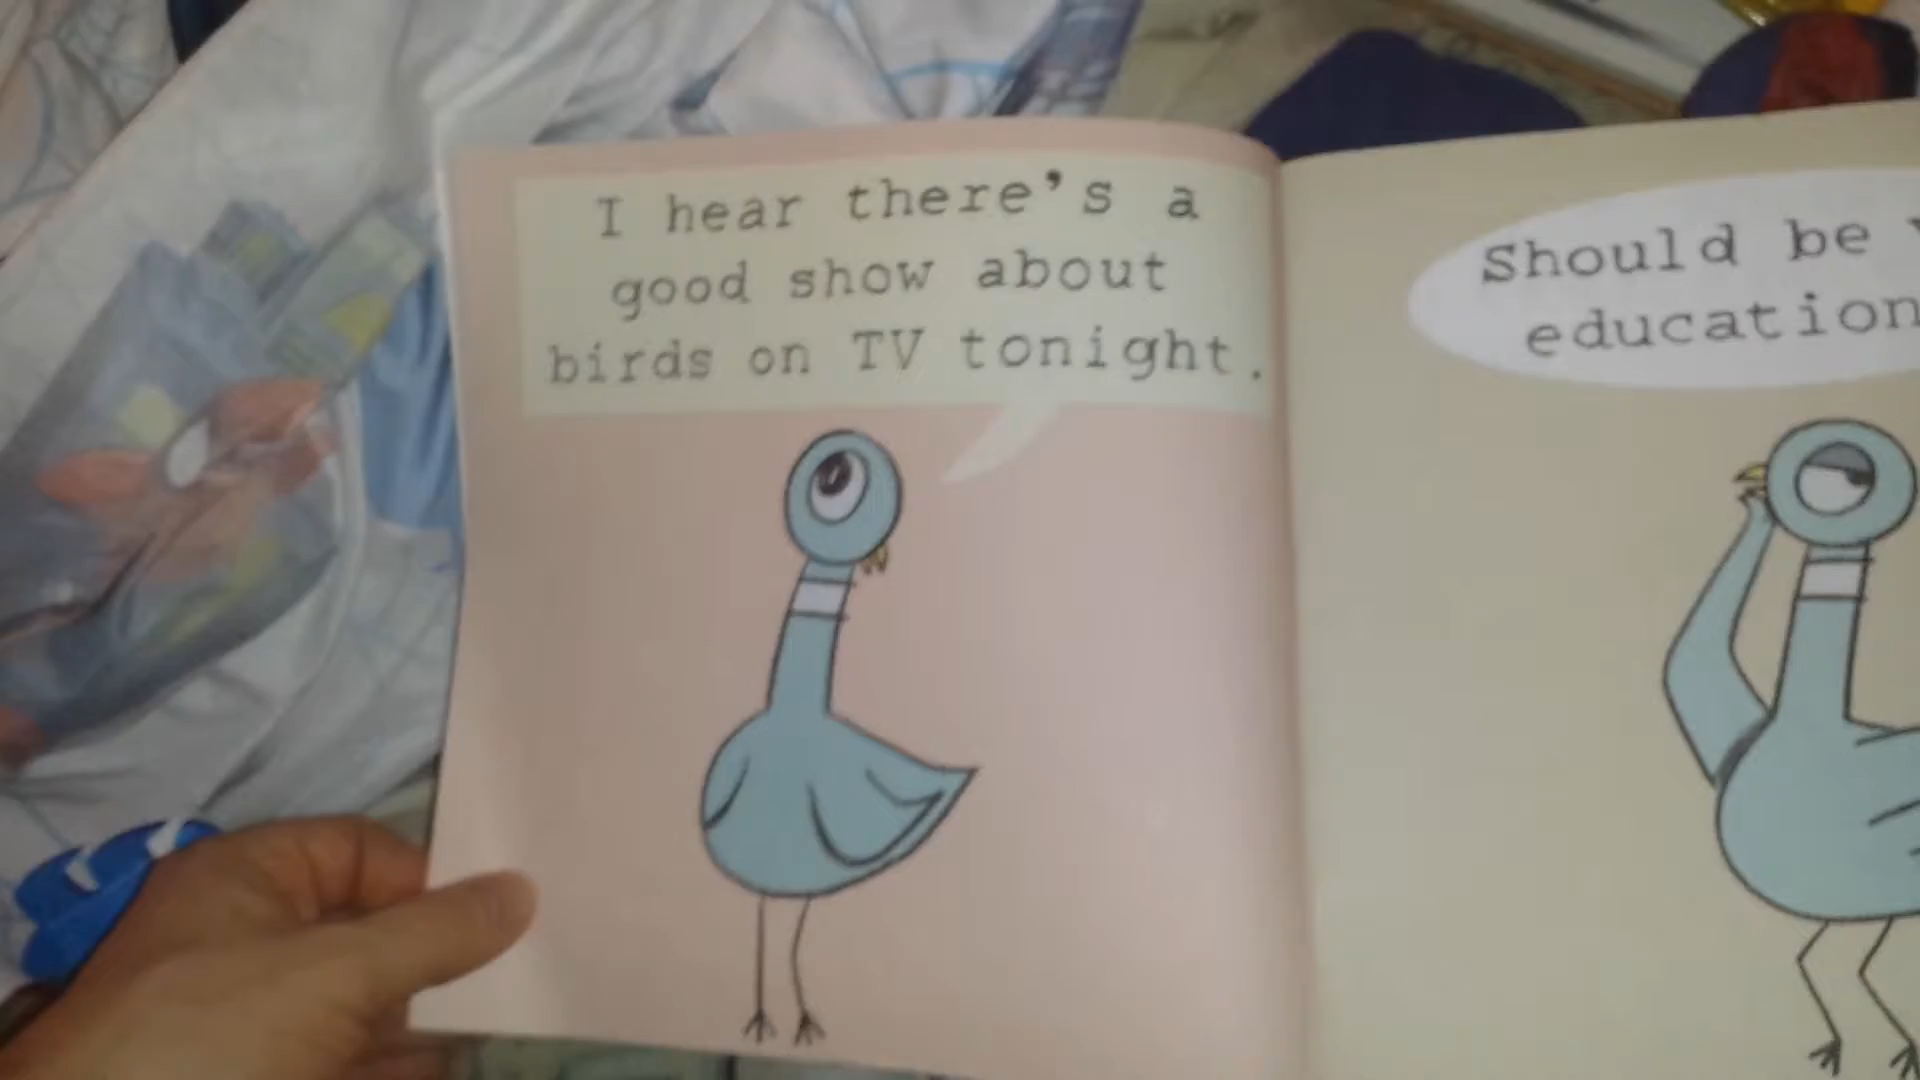 I hear there's a
good show about
birds on TV tonight.
Should be
education